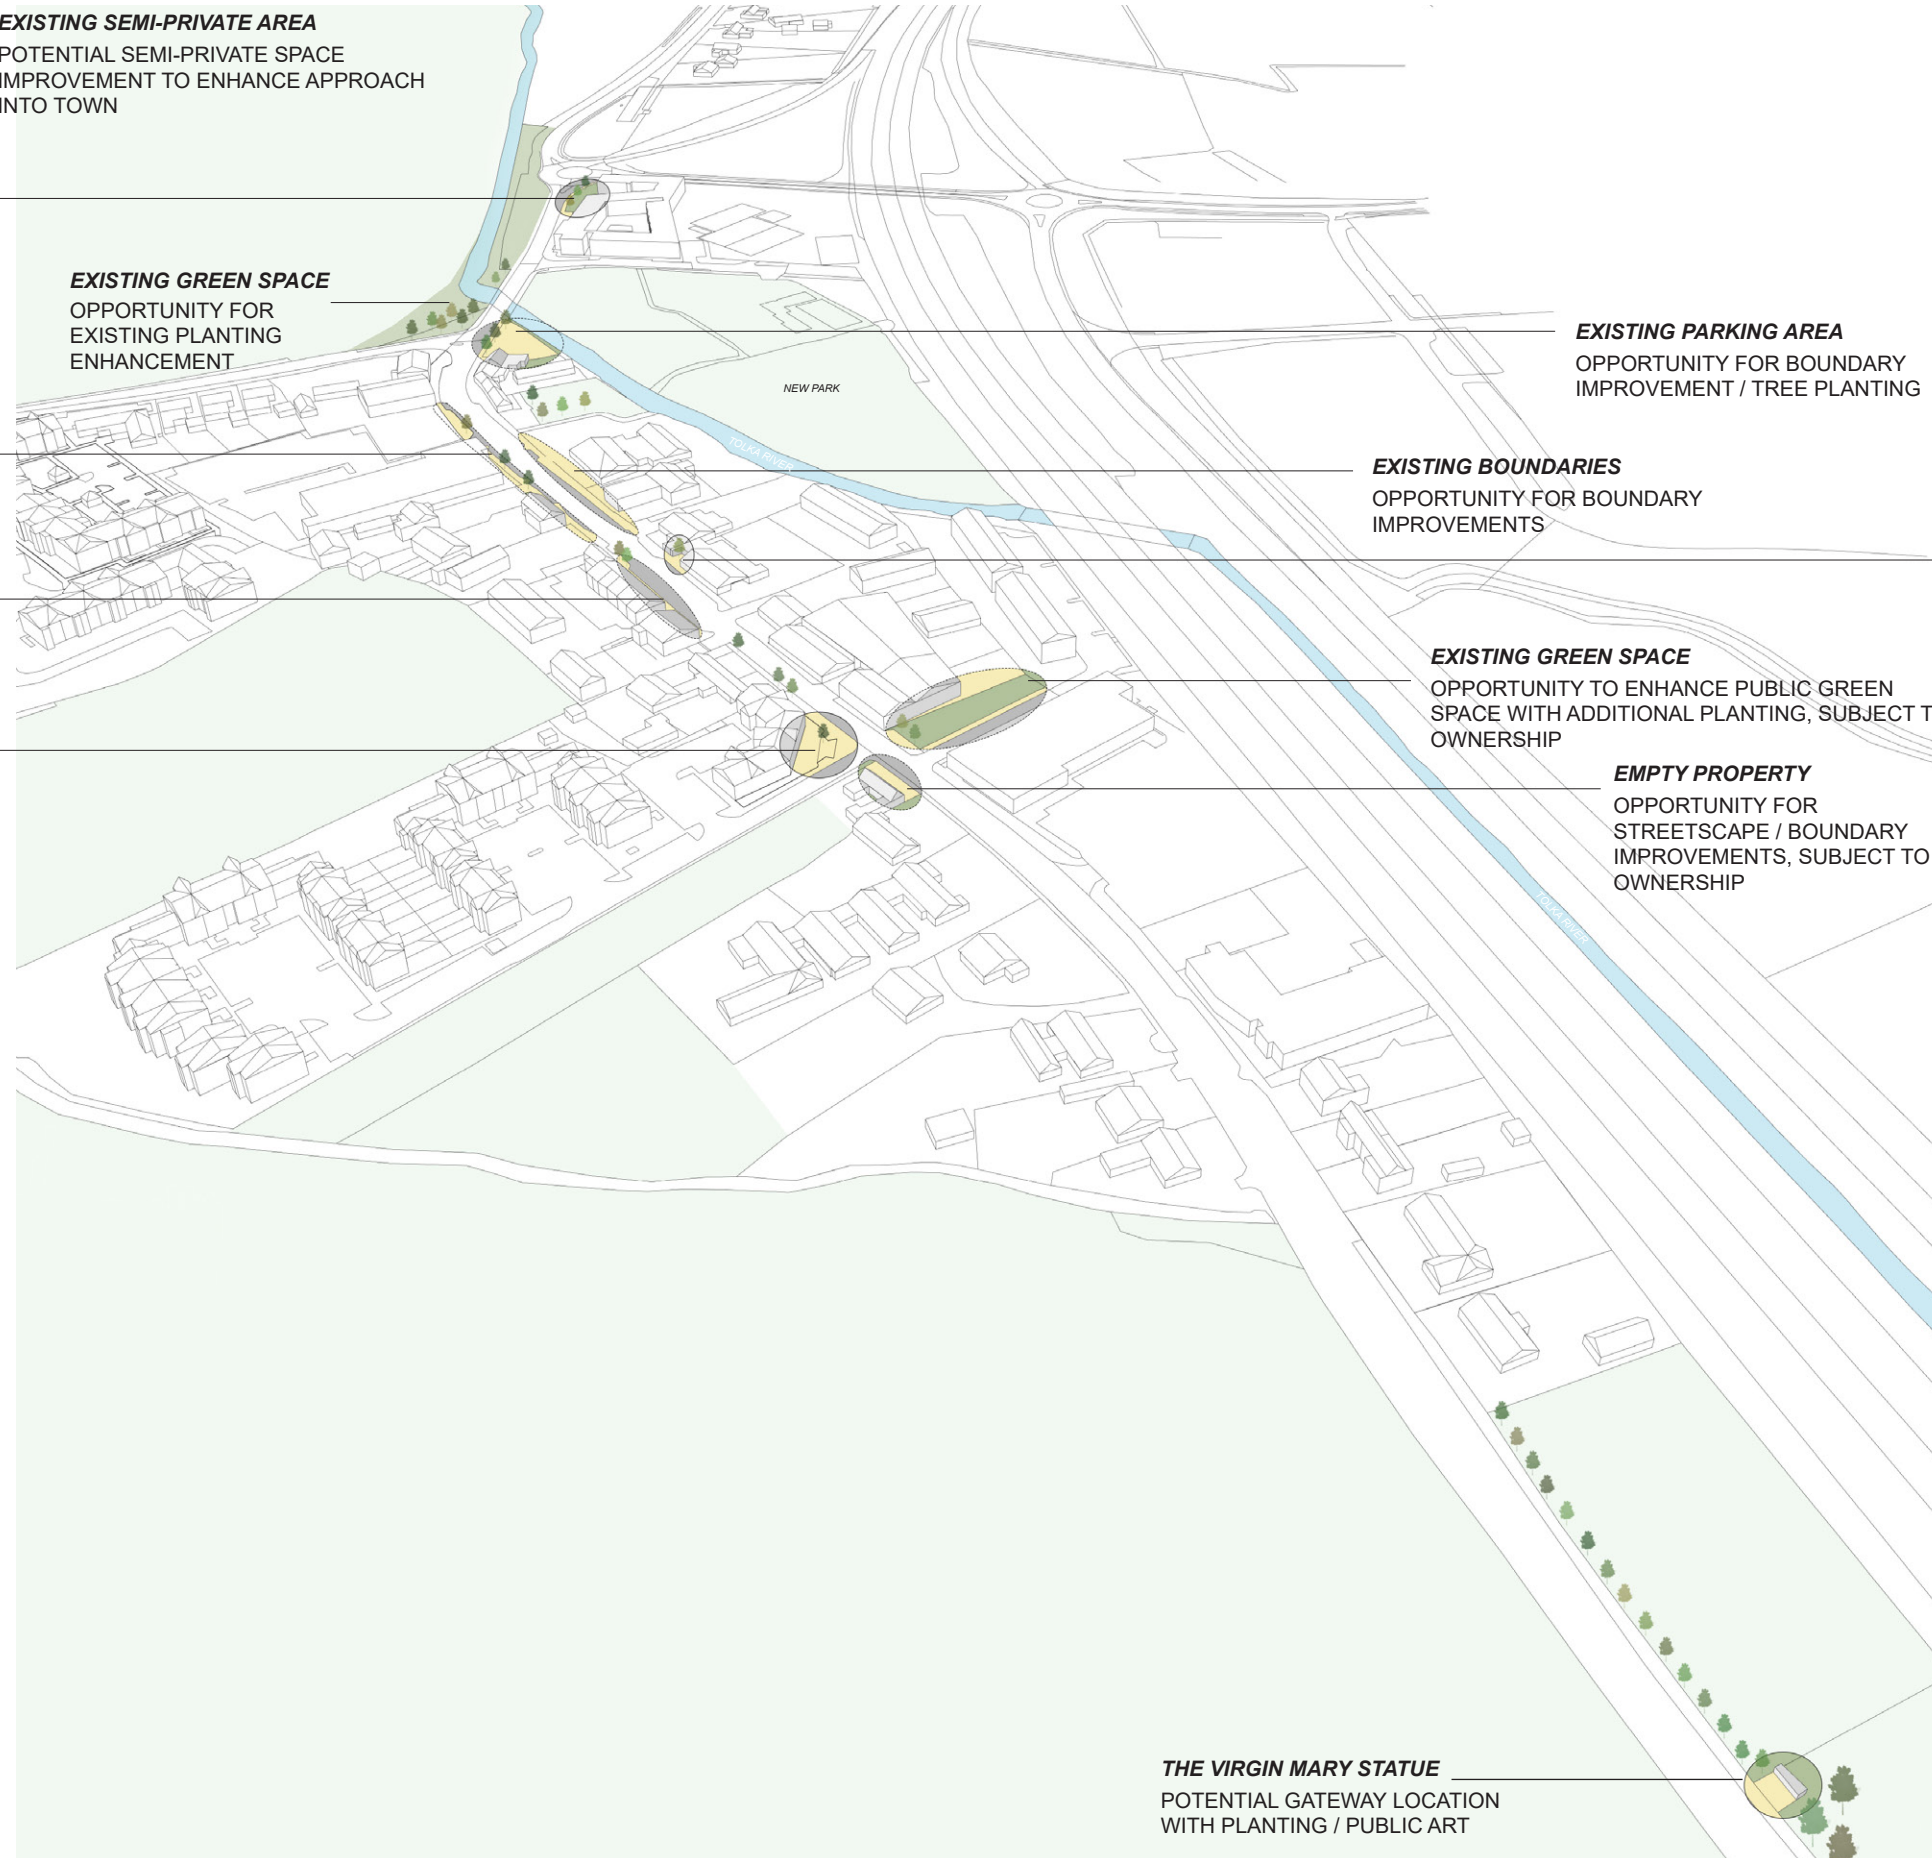 EXISTING SEMI-PRIVATE AREA
POTENTIAL SEMI-PRIVATE SPACE
IMPROVEMENT TO ENHANCE APPROACH
INTO TOWN
EXISTING GREEN SPACE
OPPORTUNITY FOR
EXISTING PLANTING
ENHANCEMENT
EXISTING PARKING AREA
OPPORTUNITY FOR BOUNDARY
IMPROVEMENT / TREE PLANTING
NEW PARK
TOLKA RIVER
EXISTING BOUNDARIES
OPPORTUNITY FOR BOUNDARY
IMPROVEMENTS
EXISTING GREEN SPACE
OPPORTUNITY TO ENHANCE PUBLIC GREEN
SPACE WITH ADDITIONAL PLANTING, SUBJECT T
OWNERSHIP
EMPTY PROPERTY
OPPORTUNITY FOR
STREETSCAPE / BOUNDARY
IMPROVEMENTS, SUBJECT TO
OWNERSHIP
TOLKA RIVER
THE VIRGIN MARY STATUE
POTENTIAL GATEWAY LOCATION
WITH PLANTING / PUBLIC ART